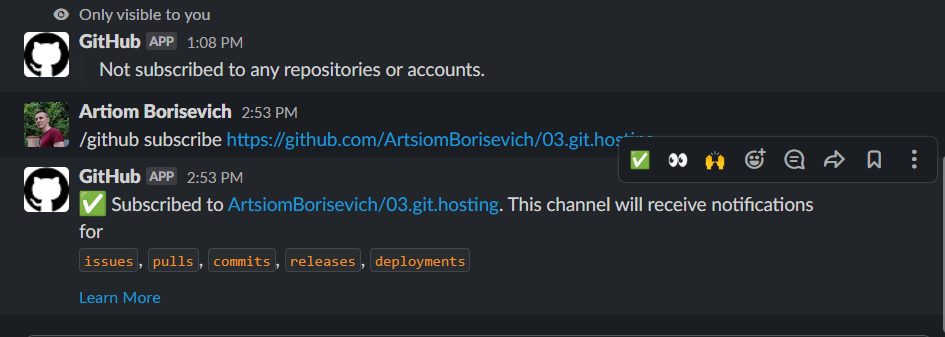 Only visible to you
GitHub APP 1:08 PM
Not subscribed to any repositories or accounts.
Artiom Borisevich 2:53 PM
/github subscribe https://github.com/ArtsiomBorisevich/03.git.hosting
GitHub APP 2:53 PM
✅ Subscribed to ArtsiomBorisevich/03.git.hosting. This channel will receive notifications
for
issues, pulls, commits, releases, deployments
Learn More